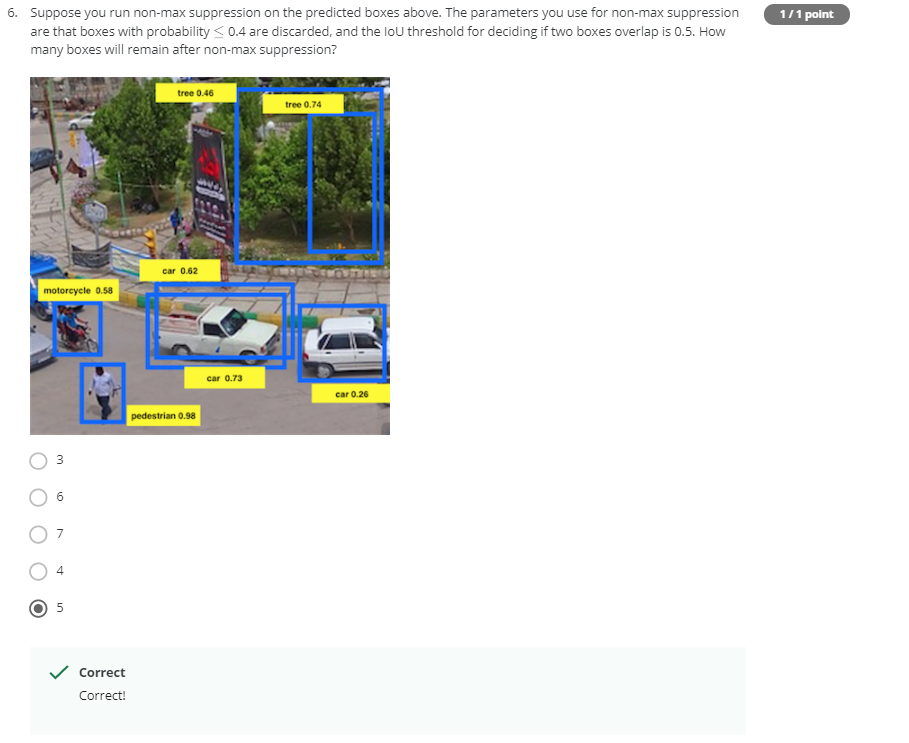 6. Suppose you run non-max suppression on the predicted boxes above. The parameters you use for non-max suppression
1 / 1 point
are that boxes with probability ≤ 0.4 are discarded, and the IoU threshold for deciding if two boxes overlap is 0.5. How
many boxes will remain after non-max suppression?
tree 0.46
tree 0.74
car 0.62
motorcycle 0.58
car 0.73
car 0.26
pedestrian 0.98
3
6
7
4
5
Correct
Correct!